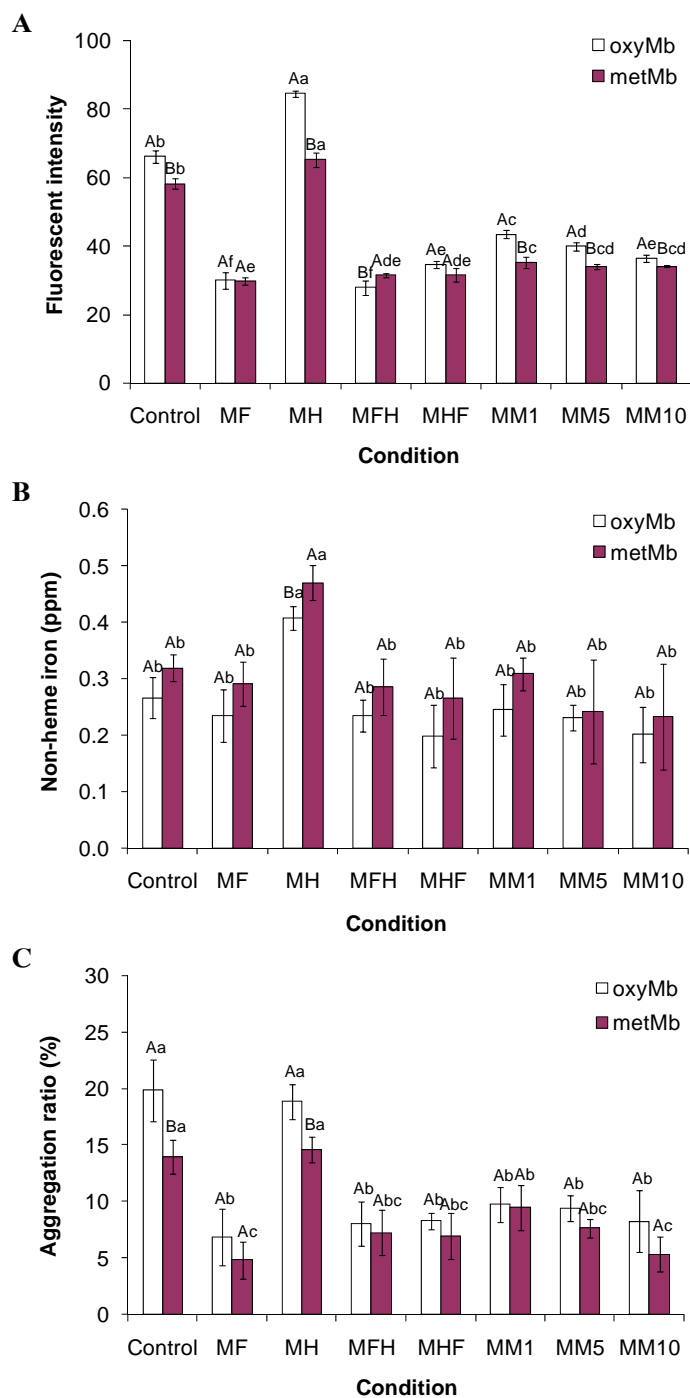 A
100
80
60
40
20
0
Fluorescent intensity
oxyMb
metMb
Ab Bb Af Ae Aa Ba Bf Ade Ae Ade Ac Bc Ad Bcd Ae Bcd
Control MF MH MFH MHF MM1 MM5 MM10
Condition
B
0.6
0.5
0.4
0.3
0.2
0.1
0.0
Non-heme iron (ppm)
oxyMb
metMb
Ab Ab Ab Ab Ba Aa Ab Ab Ab Ab Ab Ab Ab Ab Ab Ab
Control MF MH MFH MHF MM1 MM5 MM10
Condition
C
30
25
20
15
10
5
0
Aggregation ratio (%)
oxyMb
metMb
Aa Ba Ab Ac Aa Ba Ab Abc Ab Abc Ab Ab Ab Abc Ab Ac
Control MF MH MFH MHF MM1 MM5 MM10
Condition